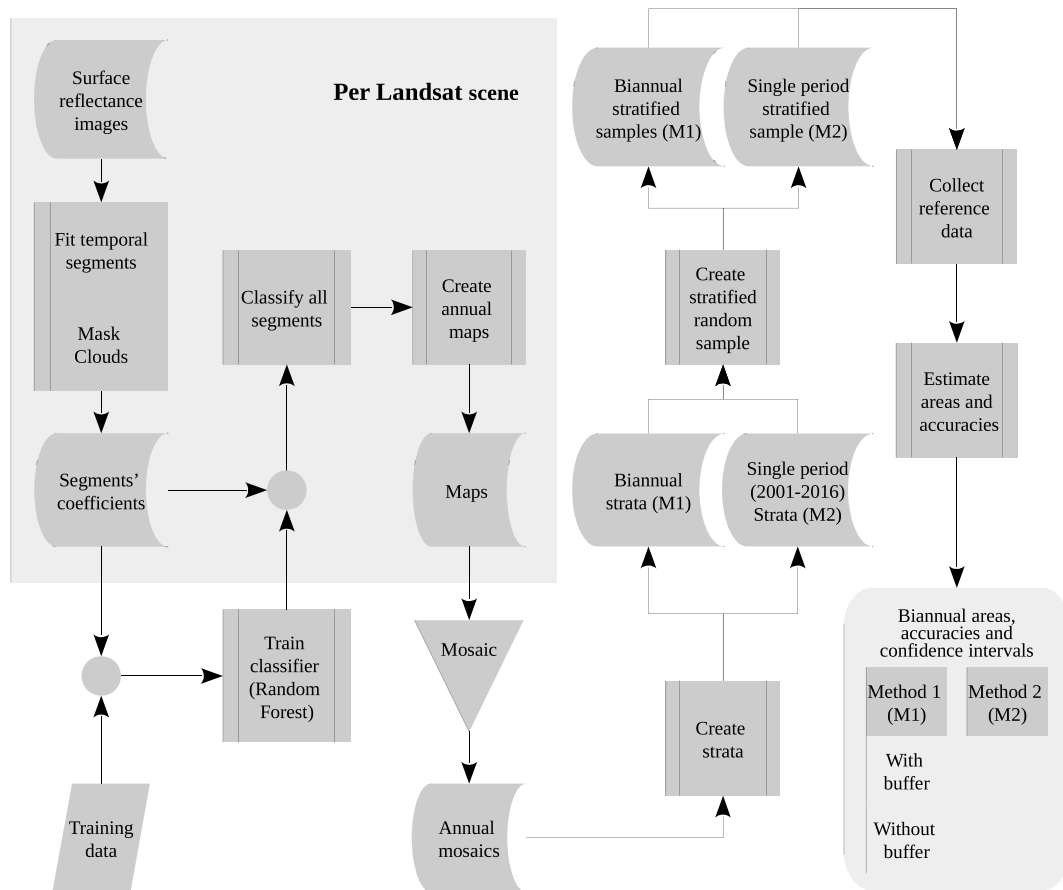 Per Landsat scene
Surface
reflectance
images
Fit temporal
segments
Mask
Clouds
Segments’
coefficients
Training
data
Train
classifier
(Random
Forest)
Classify all
segments
Create
annual
maps
Maps
Mosaic
Annual
mosaics
Create
strata
Biannual
strata (M1)
Single period
(2001-2016)
Strata (M2)
Create
stratified
random
sample
Biannual
stratified
samples (M1)
Single period
stratified
sample (M2)
Collect
reference
data
Estimate
areas and
accuracies
Biannual areas,
accuracies and
confidence intervals
Method 1
(M1)
Method 2
(M2)
With
buffer
Without
buffer